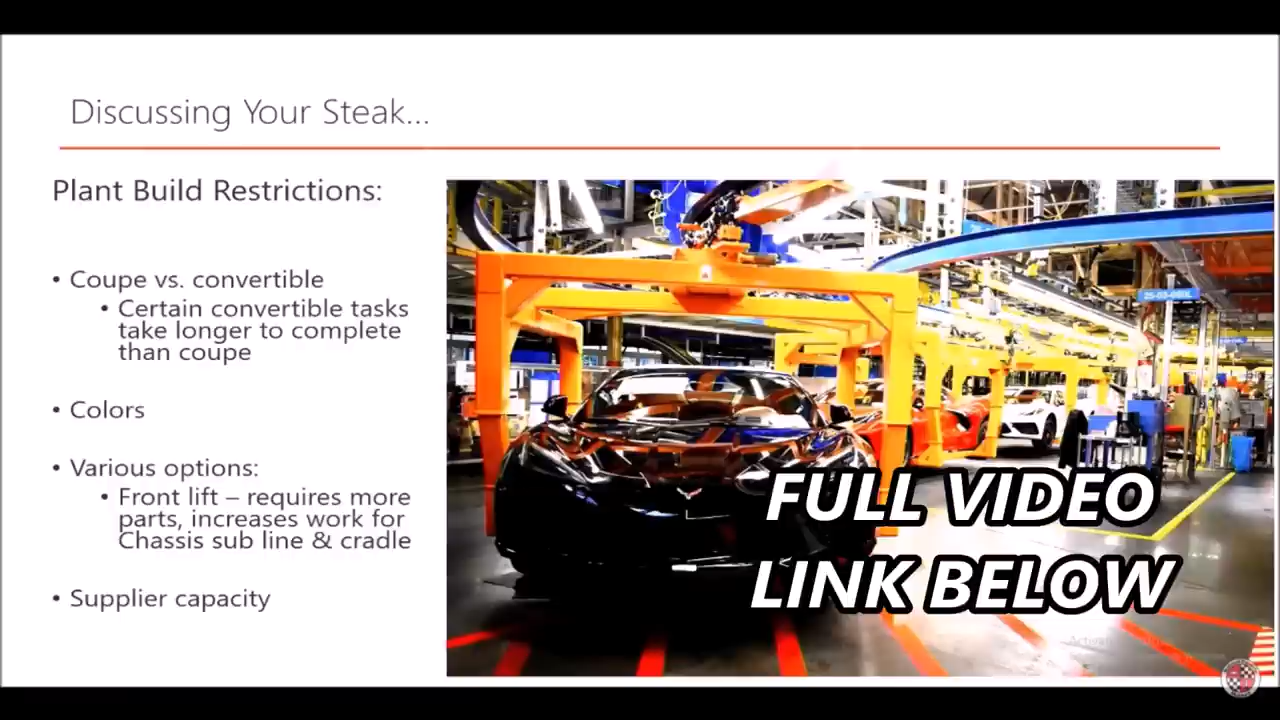 Discussing Your Steak...
Plant Build Restrictions:
• Coupe vs. convertible
• Certain convertible tasks
take longer to complete
than coupe
• Colors
• Various options:
• Front lift – requires more
parts, increases work for
Chassis sub line & cradle
• Supplier capacity
FULL VIDEO
LINK BELOW